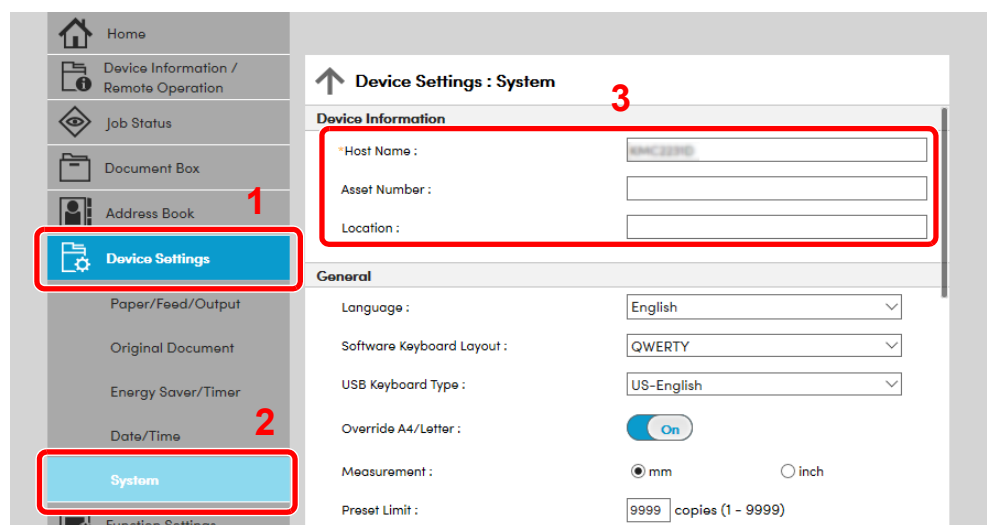 Home
Device Information /
Remote Operation
Job Status
Document Box
1
Address Book
Device Settings
Paper/Feed/Output
Original Document
Energy Saver/Timer
2
Date/Time
System
Function Settings
Device Settings : System
3
Device Information
*Host Name :
Asset Number :
Location :
General
Language : English
Software Keyboard Layout : QWERTY
USB Keyboard Type : US-English
Override A4/Letter : On
Measurement : mm inch
Preset Limit : 9999 copies (1 - 9999)